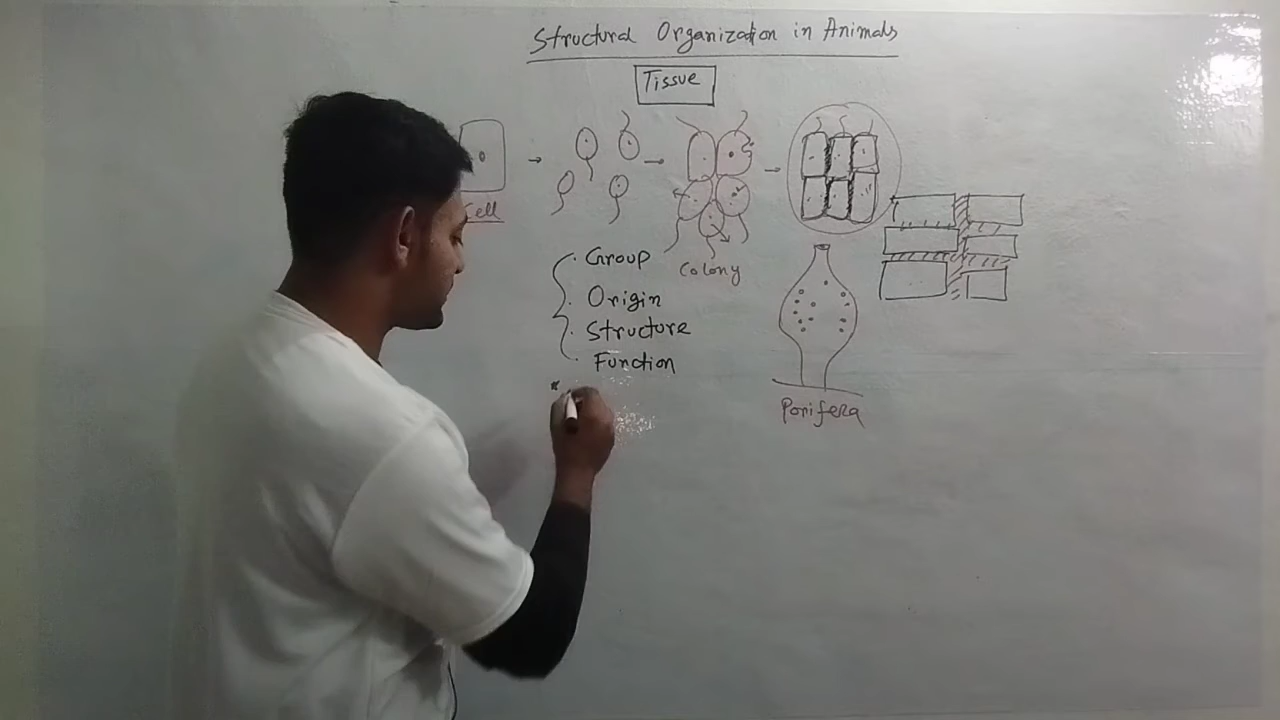 Structural Organization in Animals
Tissue
Cell
Colony
Group
Origin
Structure
Function
Porifera